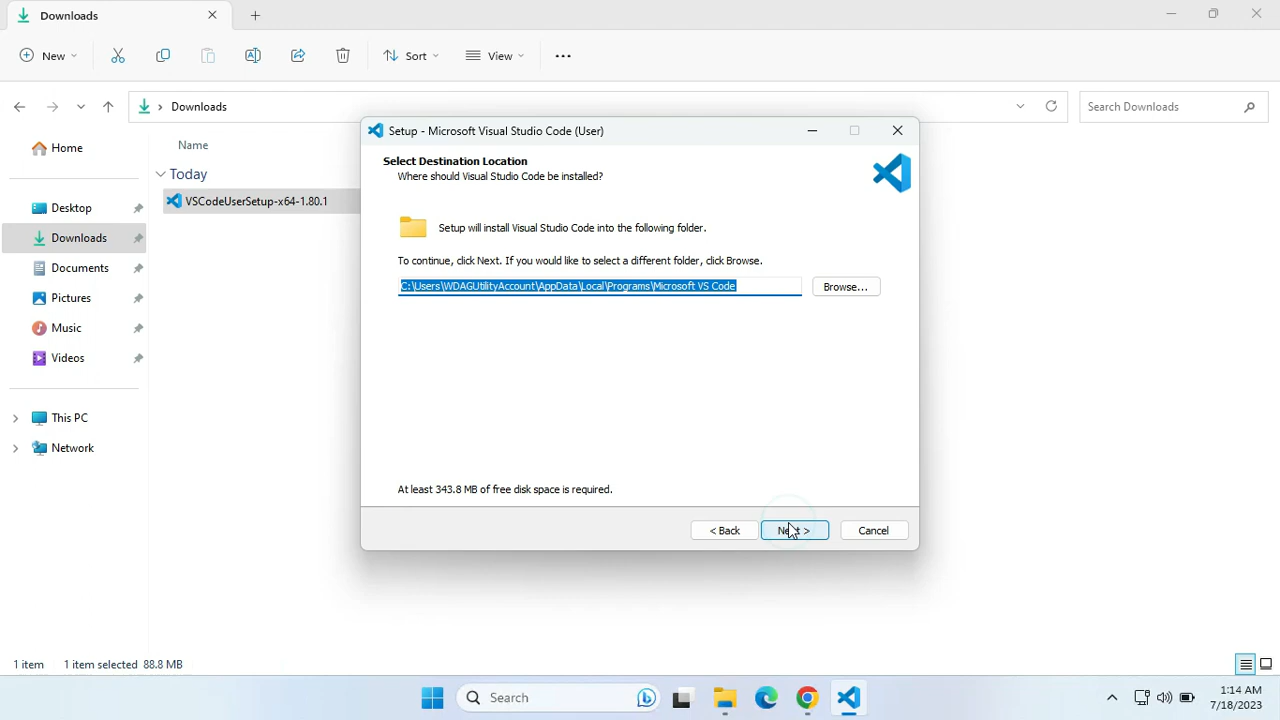 Downloads
New
Sort
View
Downloads
Search Downloads
Home
Desktop
Downloads
Documents
Pictures
Music
Videos
This PC
Network
Name
Today
VSCodeUserSetup-x64-1.80.1
Setup - Microsoft Visual Studio Code (User)
Select Destination Location
Where should Visual Studio Code be installed?
Setup will install Visual Studio Code into the following folder.
To continue, click Next. If you would like to select a different folder, click Browse.
C:\Users\WDAGUtilityAccount\AppData\Local\Programs\Microsoft VS Code
Browse...
At least 343.8 MB of free disk space is required.
< Back
Next >
Cancel
1 item 1 item selected 88.8 MB
Search
1:14 AM
7/18/2023